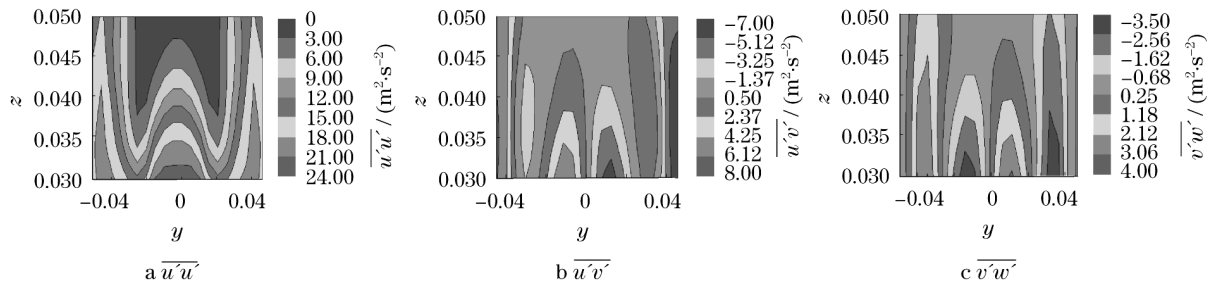 0.050
0.045
0.040
0.035
0.030
z
−0.04 0 0.04
y
0
3.00
6.00
9.00
12.00
15.00
18.00
21.00
24.00
u′u′ / (m²·s⁻²)
a u′u′
0.050
0.045
0.040
0.035
0.030
z
−0.04 0 0.04
y
−7.00
−5.12
−3.25
−1.37
0.50
2.37
4.25
6.12
8.00
u′v′ / (m²·s⁻²)
b u′v′
0.050
0.045
0.040
0.035
0.030
z
−0.04 0 0.04
y
−3.50
−2.56
−1.62
−0.68
0.25
1.18
2.12
3.06
4.00
v′w′ / (m²·s⁻²)
c v′w′